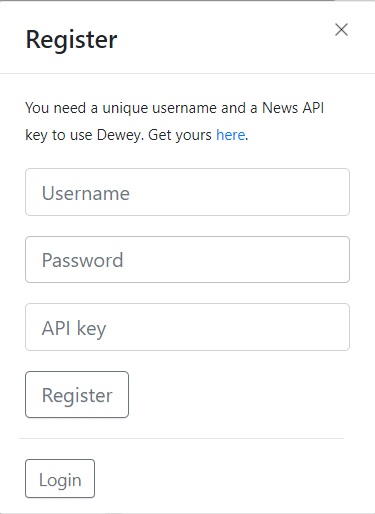 Register
You need a unique username and a News API
key to use Dewey. Get yours here.
Username
Password
API key
Register
Login